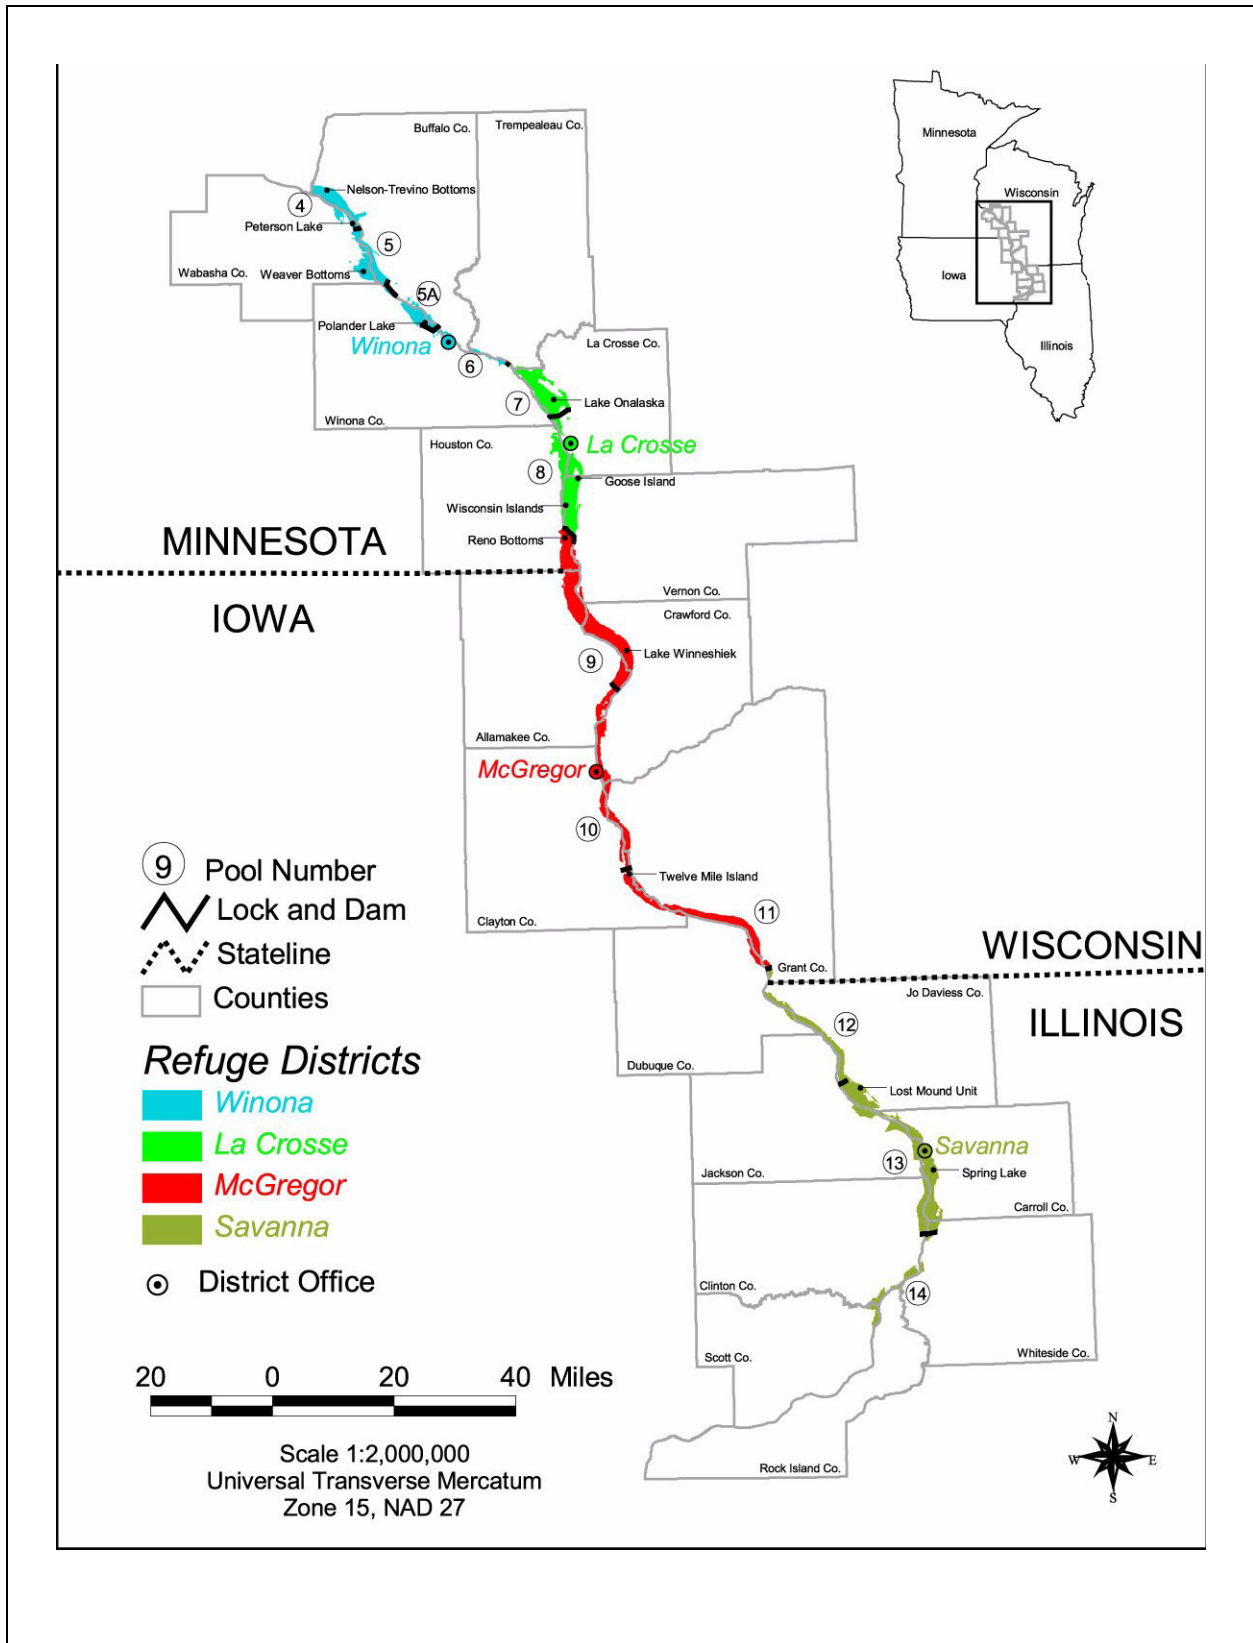 Minnesota
Wisconsin
Iowa
Illinois
Buffalo Co.
Trempealeau Co.
Nelson-Trevino Bottoms
4
Peterson Lake
5
Wabasha Co.
Weaver Bottoms
5A
Polander Lake
Winona
6
La Crosse Co.
7
Lake Onalaska
Winona Co.
Houston Co.
La Crosse
8
Goose Island
Wisconsin Islands
Reno Bottoms
MINNESOTA
IOWA
Vernon Co.
Crawford Co.
9
Lake Winneshiek
Allamakee Co.
McGregor
10
Twelve Mile Island
Clayton Co.
11
WISCONSIN
Grant Co.
Jo Daviess Co.
ILLINOIS
12
Dubuque Co.
Lost Mound Unit
Savanna
13
Jackson Co.
Spring Lake
Carroll Co.
Clinton Co.
14
Scott Co.
Whiteside Co.
Rock Island Co.
9 Pool Number
Lock and Dam
Stateline
Counties
Refuge Districts
Winona
La Crosse
McGregor
Savanna
District Office
20 0 20 40 Miles
Scale 1:2,000,000
Universal Transverse Mercatum
Zone 15, NAD 27
N
W E
S